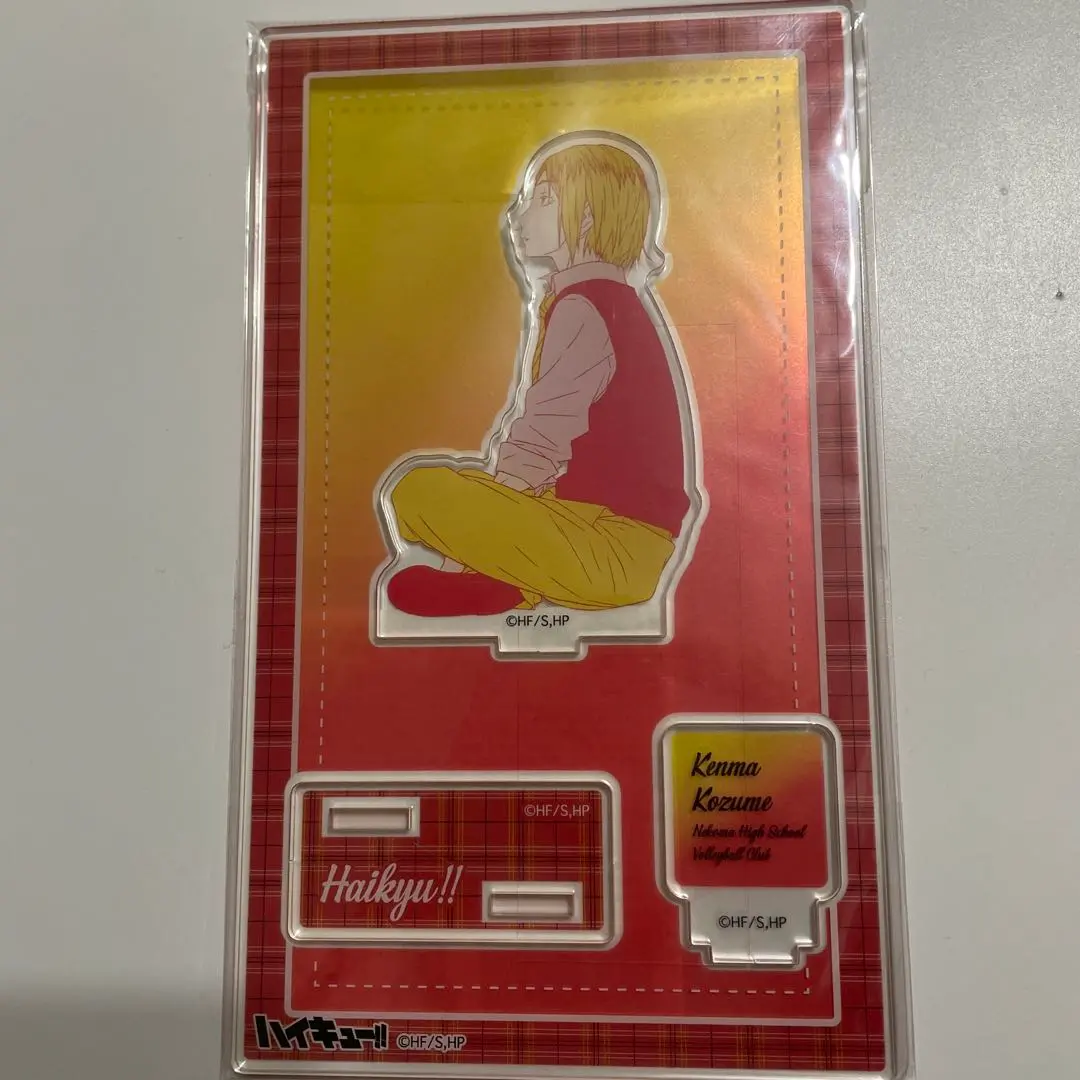 ©HF/S,HP
Kenma
Kozume
Nekoma High School
Volleyball Club
©HF/S,HP
©HF/S,HP
Haikyu!!
ハイキュー!! ©HF/S,HP